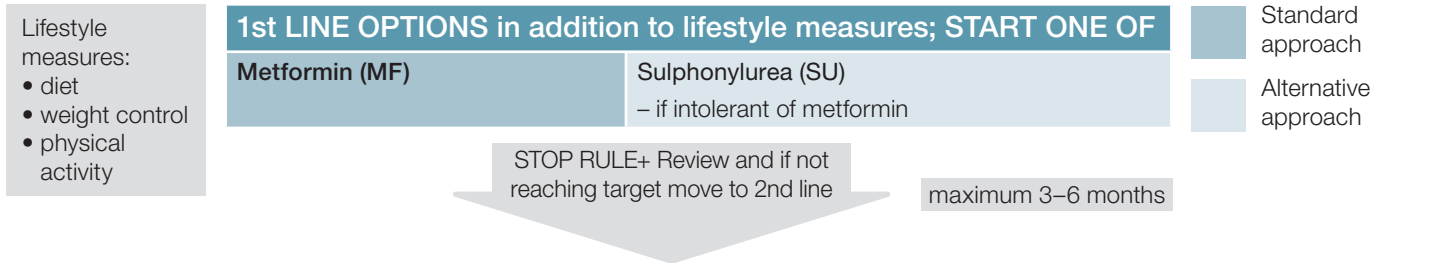 Lifestyle
measures:
• diet
• weight control
• physical
activity
1st LINE OPTIONS in addition to lifestyle measures; START ONE OF
Metformin (MF)
Sulphonylurea (SU)
– if intolerant of metformin
Standard
approach
Alternative
approach
STOP RULE+ Review and if not
reaching target move to 2nd line
maximum 3–6 months